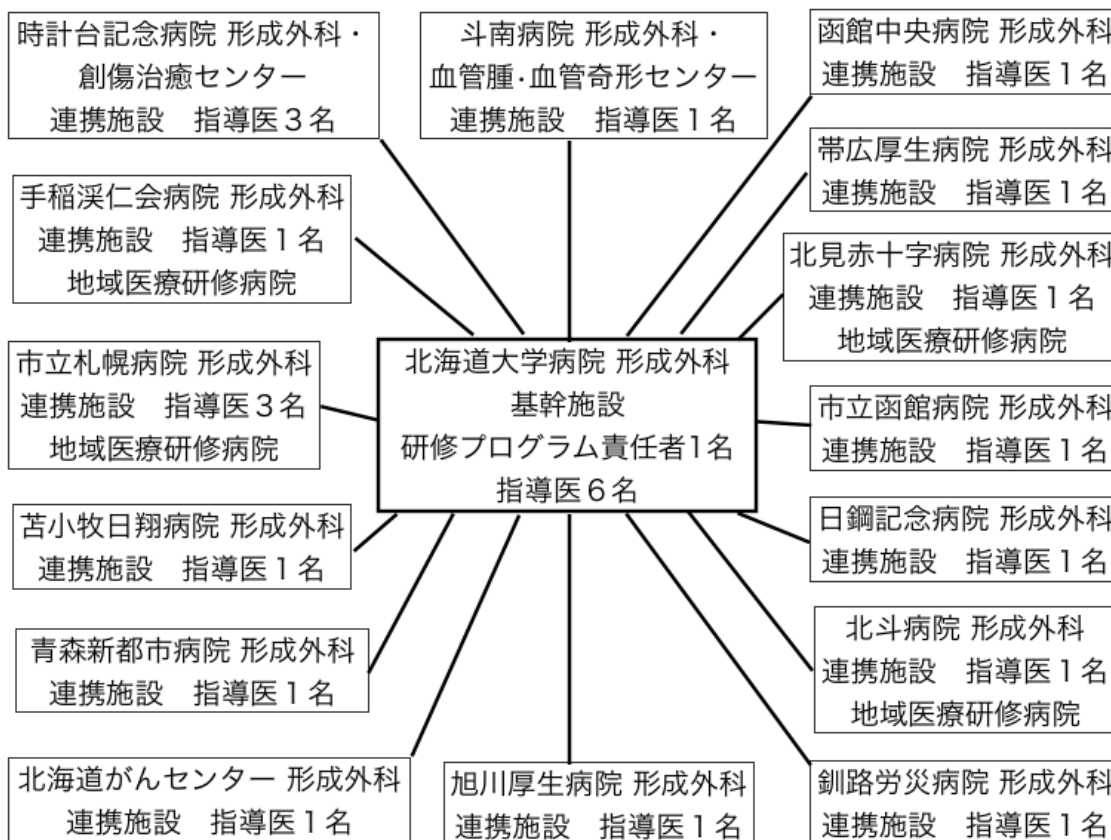 時計台記念病院 形成外科・
創傷治癒センター
連携施設　指導医３名
斗南病院 形成外科・
血管腫・血管奇形センター
連携施設　指導医１名
函館中央病院 形成外科
連携施設　指導医１名
帯広厚生病院 形成外科
連携施設　指導医１名
手稲渓仁会病院 形成外科
連携施設　指導医１名
地域医療研修病院
北見赤十字病院 形成外科
連携施設　指導医１名
地域医療研修病院
市立札幌病院 形成外科
連携施設　指導医３名
地域医療研修病院
北海道大学病院 形成外科
基幹施設
研修プログラム責任者1名
指導医６名
市立函館病院 形成外科
連携施設　指導医１名
苫小牧日翔病院 形成外科
連携施設　指導医１名
日鋼記念病院 形成外科
連携施設　指導医１名
青森新都市病院 形成外科
連携施設　指導医１名
北斗病院 形成外科
連携施設　指導医１名
地域医療研修病院
北海道がんセンター 形成外科
連携施設　指導医１名
旭川厚生病院 形成外科
連携施設　指導医１名
釧路労災病院 形成外科
連携施設　指導医１名